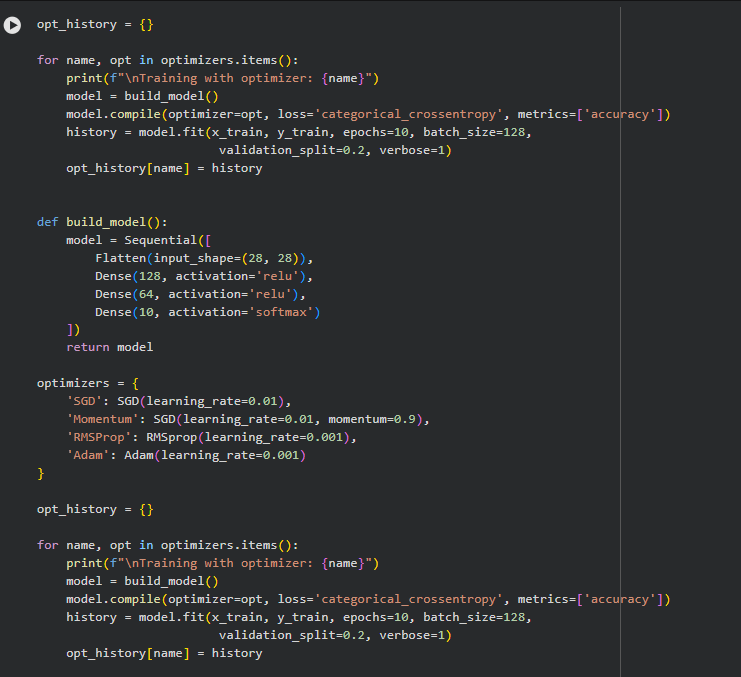 opt_history = {}
for name, opt in optimizers.items():
    print(f"\nTraining with optimizer: {name}")
    model = build_model()
    model.compile(optimizer=opt, loss='categorical_crossentropy', metrics=['accuracy'])
    history = model.fit(x_train, y_train, epochs=10, batch_size=128,
                         validation_split=0.2, verbose=1)
    opt_history[name] = history
def build_model():
    model = Sequential([
        Flatten(input_shape=(28, 28)),
        Dense(128, activation='relu'),
        Dense(64, activation='relu'),
        Dense(10, activation='softmax')
    ])
    return model
optimizers = {
    'SGD': SGD(learning_rate=0.01),
    'Momentum': SGD(learning_rate=0.01, momentum=0.9),
    'RMSProp': RMSprop(learning_rate=0.001),
    'Adam': Adam(learning_rate=0.001)
}
opt_history = {}
for name, opt in optimizers.items():
    print(f"\nTraining with optimizer: {name}")
    model = build_model()
    model.compile(optimizer=opt, loss='categorical_crossentropy', metrics=['accuracy'])
    history = model.fit(x_train, y_train, epochs=10, batch_size=128,
                         validation_split=0.2, verbose=1)
    opt_history[name] = history